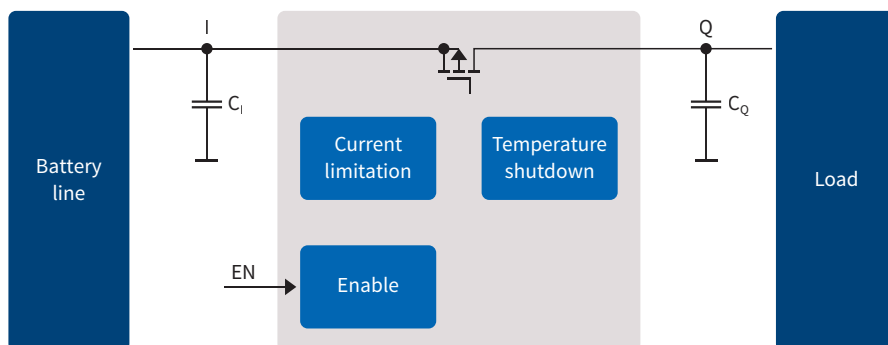 I
Q
C_I
C_Q
Battery
line
Current
limitation
Temperature
shutdown
Load
EN
Enable